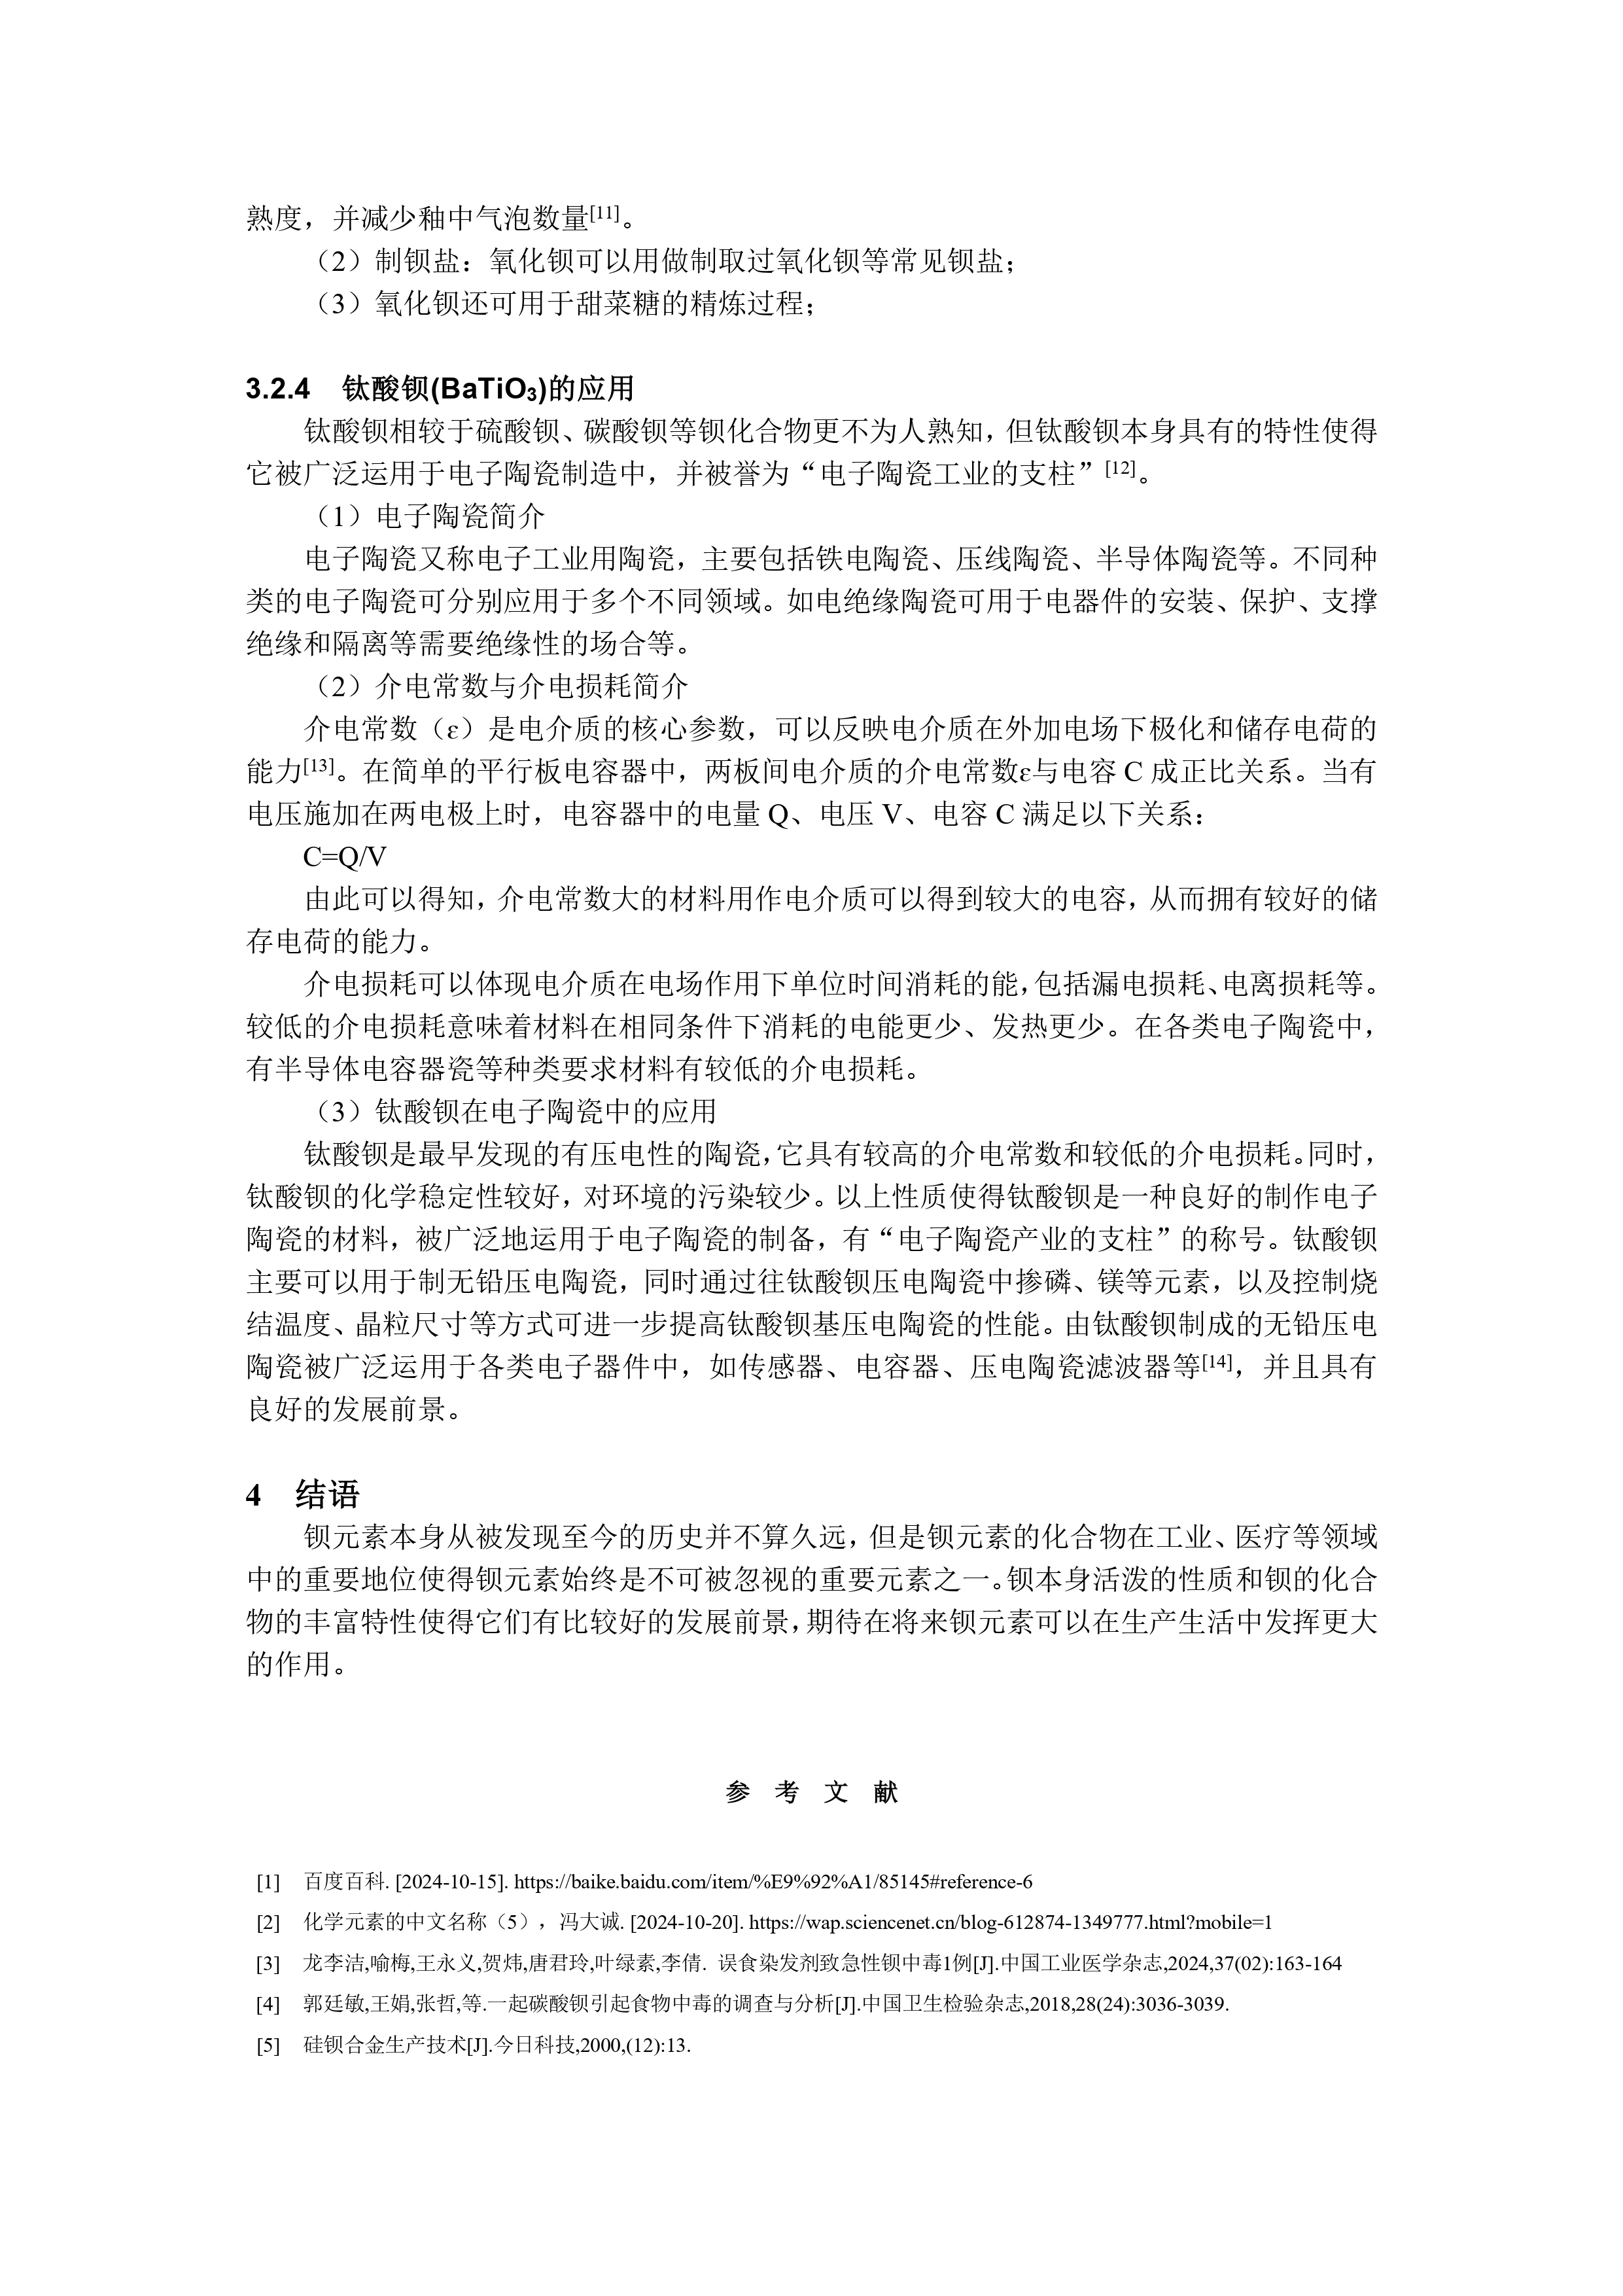 熟度，并减少釉中气泡数量[11]。
（2）制钡盐：氧化钡可以用做制取过氧化钡等常见钡盐；
（3）氧化钡还可用于甜菜糖的精炼过程；
3.2.4 钛酸钡(BaTiO₃)的应用
钛酸钡相较于硫酸钡、碳酸钡等钡化合物更不为人熟知，但钛酸钡本身具有的特性使得
它被广泛运用于电子陶瓷制造中，并被誉为“电子陶瓷工业的支柱”[12]。
（1）电子陶瓷简介
电子陶瓷又称电子工业用陶瓷，主要包括铁电陶瓷、压线陶瓷、半导体陶瓷等。不同种
类的电子陶瓷可分别应用于多个不同领域。如电绝缘陶瓷可用于电器件的安装、保护、支撑
绝缘和隔离等需要绝缘性的场合等。
（2）介电常数与介电损耗简介
介电常数（ε）是电介质的核心参数，可以反映电介质在外加电场下极化和储存电荷的
能力[13]。在简单的平行板电容器中，两板间电介质的介电常数ε与电容 C 成正比关系。当有
电压施加在两电极上时，电容器中的电量 Q、电压 V、电容 C 满足以下关系：
C=Q/V
由此可以得知，介电常数大的材料用作电介质可以得到较大的电容，从而拥有较好的储
存电荷的能力。
介电损耗可以体现电介质在电场作用下单位时间消耗的能，包括漏电损耗、电离损耗等。
较低的介电损耗意味着材料在相同条件下消耗的电能更少、发热更少。在各类电子陶瓷中，
有半导体电容器瓷等种类要求材料有较低的介电损耗。
（3）钛酸钡在电子陶瓷中的应用
钛酸钡是最早发现的有压电性的陶瓷，它具有较高的介电常数和较低的介电损耗。同时，
钛酸钡的化学稳定性较好，对环境的污染较少。以上性质使得钛酸钡是一种良好的制作电子
陶瓷的材料，被广泛地运用于电子陶瓷的制备，有“电子陶瓷产业的支柱”的称号。钛酸钡
主要可以用于制无铅压电陶瓷，同时通过往钛酸钡压电陶瓷中掺磷、镁等元素，以及控制烧
结温度、晶粒尺寸等方式可进一步提高钛酸钡基压电陶瓷的性能。由钛酸钡制成的无铅压电
陶瓷被广泛运用于各类电子器件中，如传感器、电容器、压电陶瓷滤波器等[14]，并且具有
良好的发展前景。
4 结语
钡元素本身从被发现至今的历史并不算久远，但是钡元素的化合物在工业、医疗等领域
中的重要地位使得钡元素始终是不可被忽视的重要元素之一。钡本身活泼的性质和钡的化合
物的丰富特性使得它们有比较好的发展前景，期待在将来钡元素可以在生产生活中发挥更大
的作用。
参 考 文 献
[1] 百度百科. [2024-10-15]. https://baike.baidu.com/item/%E9%92%A1/85145#reference-6
[2] 化学元素的中文名称（5），冯大诚. [2024-10-20]. https://wap.sciencenet.cn/blog-612874-1349777.html?mobile=1
[3] 龙李洁,喻梅,王永义,贺炜,唐君玲,叶绿素,李倩. 误食染发剂致急性钡中毒1例[J].中国工业医学杂志,2024,37(02):163-164
[4] 郭廷敏,王娟,张哲,等.一起碳酸钡引起食物中毒的调查与分析[J].中国卫生检验杂志,2018,28(24):3036-3039.
[5] 硅钡合金生产技术[J].今日科技,2000,(12):13.